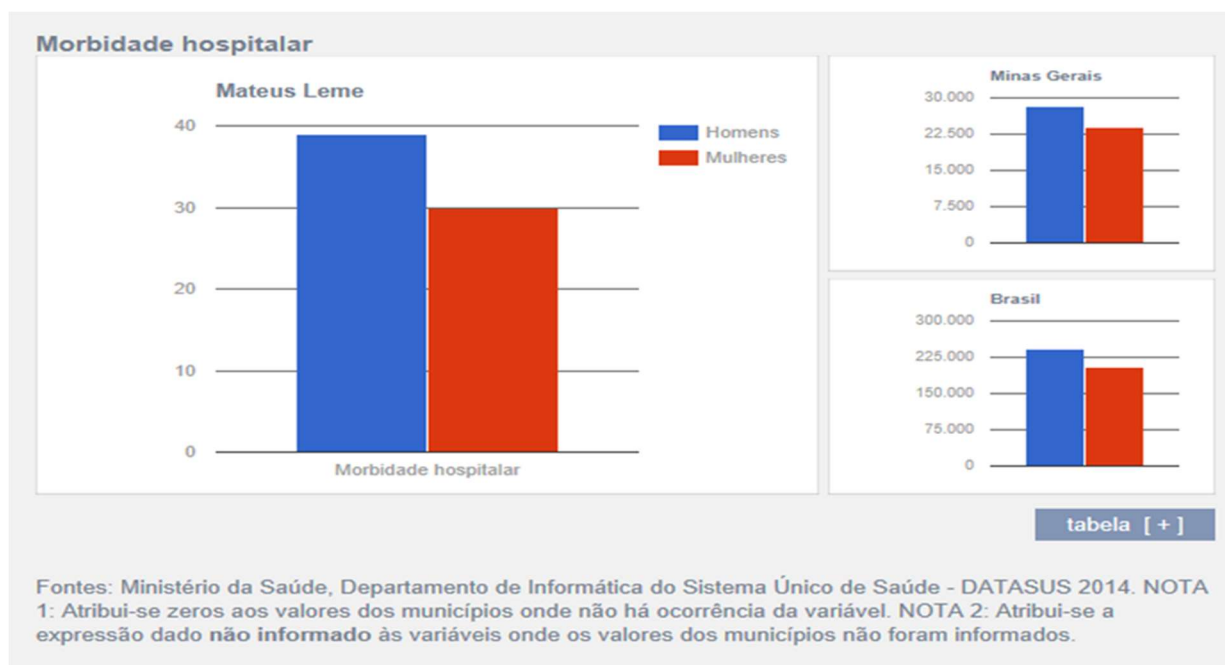 Morbidade hospitalar
Mateus Leme
40
30
20
10
0
Morbidade hospitalar
Homens
Mulheres
Minas Gerais
30.000
22.500
15.000
7.500
0
Brasil
300.000
225.000
150.000
75.000
0
tabela [ + ]
Fontes: Ministério da Saúde, Departamento de Informática do Sistema Único de Saúde - DATASUS 2014. NOTA
1: Atribui-se zeros aos valores dos municípios onde não há ocorrência da variável. NOTA 2: Atribui-se a
expressão dado não informado às variáveis onde os valores dos municípios não foram informados.